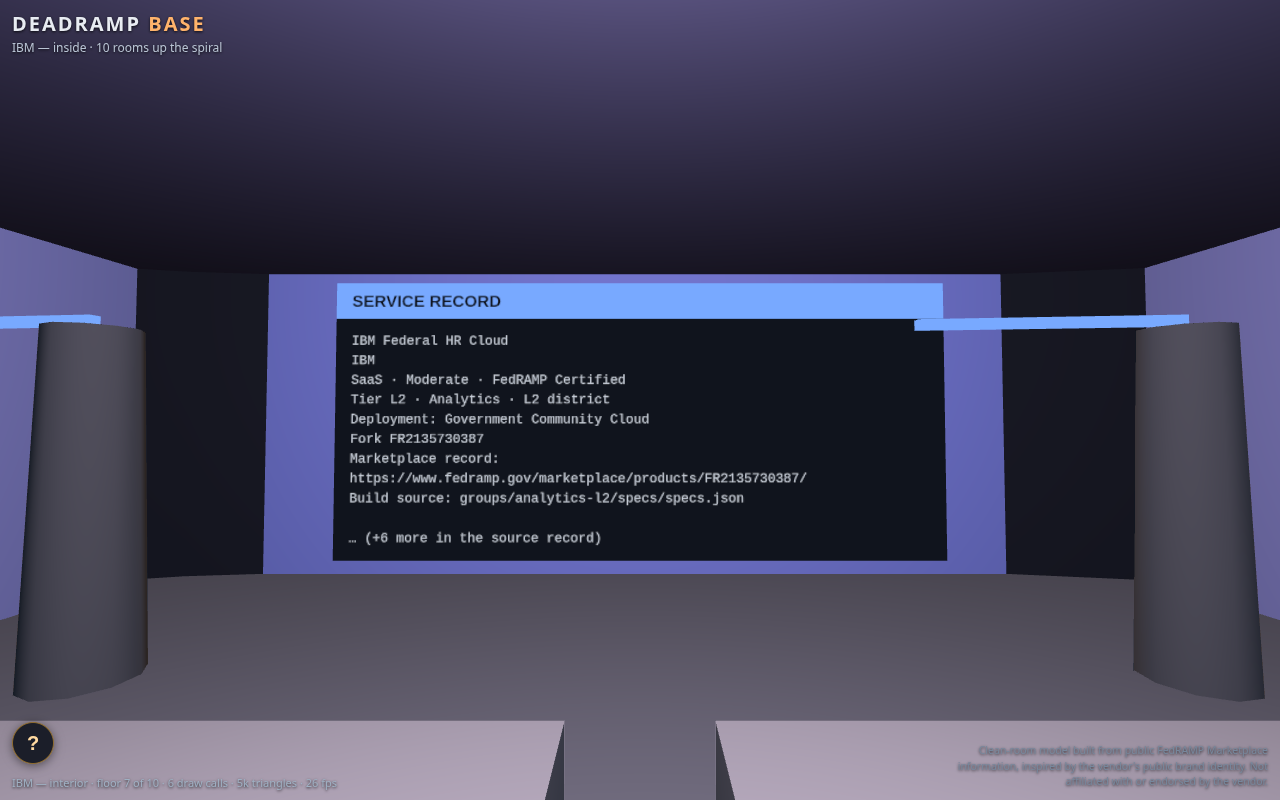 DEADRAMP BASE
IBM — inside · 10 rooms up the spiral
SERVICE RECORD
IBM Federal HR Cloud
IBM
SaaS · Moderate · FedRAMP Certified
Tier L2 · Analytics · L2 district
Deployment: Government Community Cloud
Fork FR2135730387
Marketplace record:
https://www.fedramp.gov/marketplace/products/FR2135730387/
Build source: groups/analytics-l2/specs/specs.json
… (+6 more in the source record)
?
IBM — interior · floor 7 of 10 · 6 draw calls · 5k triangles · 26 fps
Clean-room model built from public FedRAMP Marketplace
information, inspired by the vendor's public brand identity. Not
affiliated with or endorsed by the vendor.